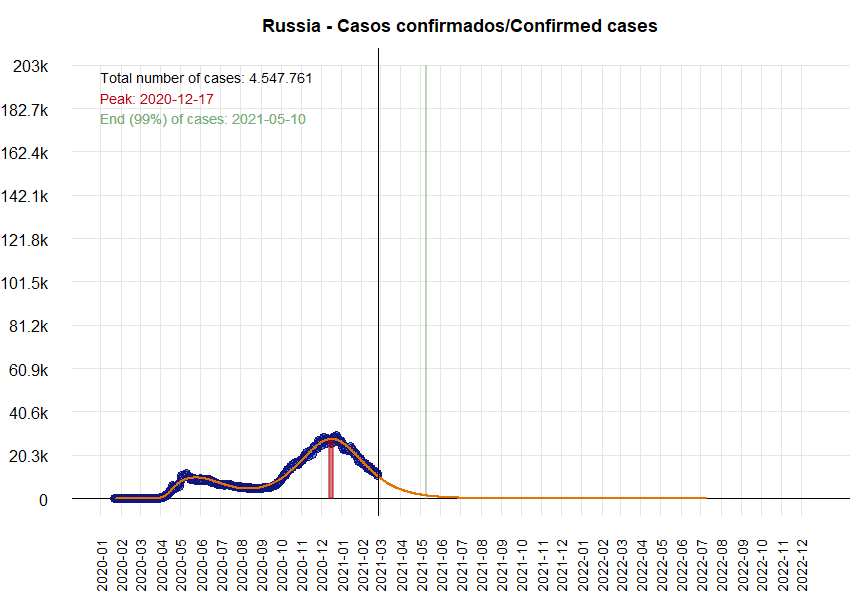 Russia - Casos confirmados/Confirmed cases
Total number of cases: 4.547.761
Peak: 2020-12-17
End (99%) of cases: 2021-05-10
203k
182.7k
162.4k
142.1k
121.8k
101.5k
81.2k
60.9k
40.6k
20.3k
0
2020-01
2020-02
2020-03
2020-04
2020-05
2020-06
2020-07
2020-08
2020-09
2020-10
2020-11
2020-12
2021-01
2021-02
2021-03
2021-04
2021-05
2021-06
2021-07
2021-08
2021-09
2021-10
2021-11
2021-12
2022-01
2022-02
2022-03
2022-04
2022-05
2022-06
2022-07
2022-08
2022-09
2022-10
2022-11
2022-12